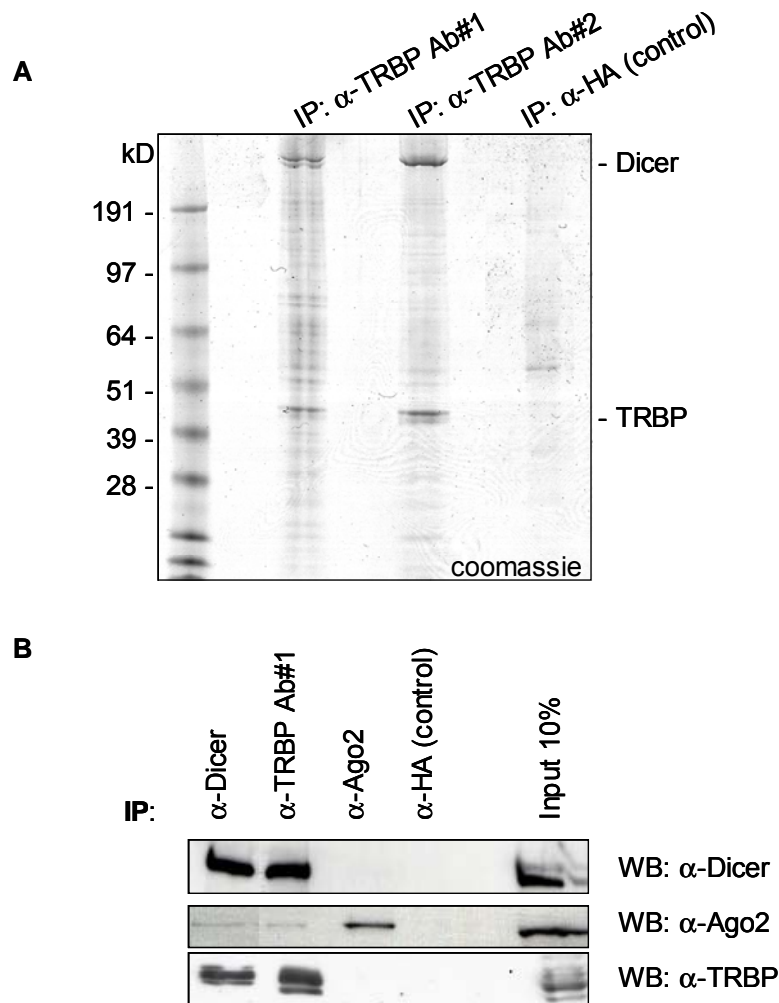 A
IP: α-TRBP Ab#1
IP: α-TRBP Ab#2
IP: α-HA (control)
kD
- Dicer
191 -
97 -
64 -
51 -
- TRBP
39 -
28 -
coomassie
B
IP:
α-Dicer
α-TRBP Ab#1
α-Ago2
α-HA (control)
Input 10%
WB: α-Dicer
WB: α-Ago2
WB: α-TRBP